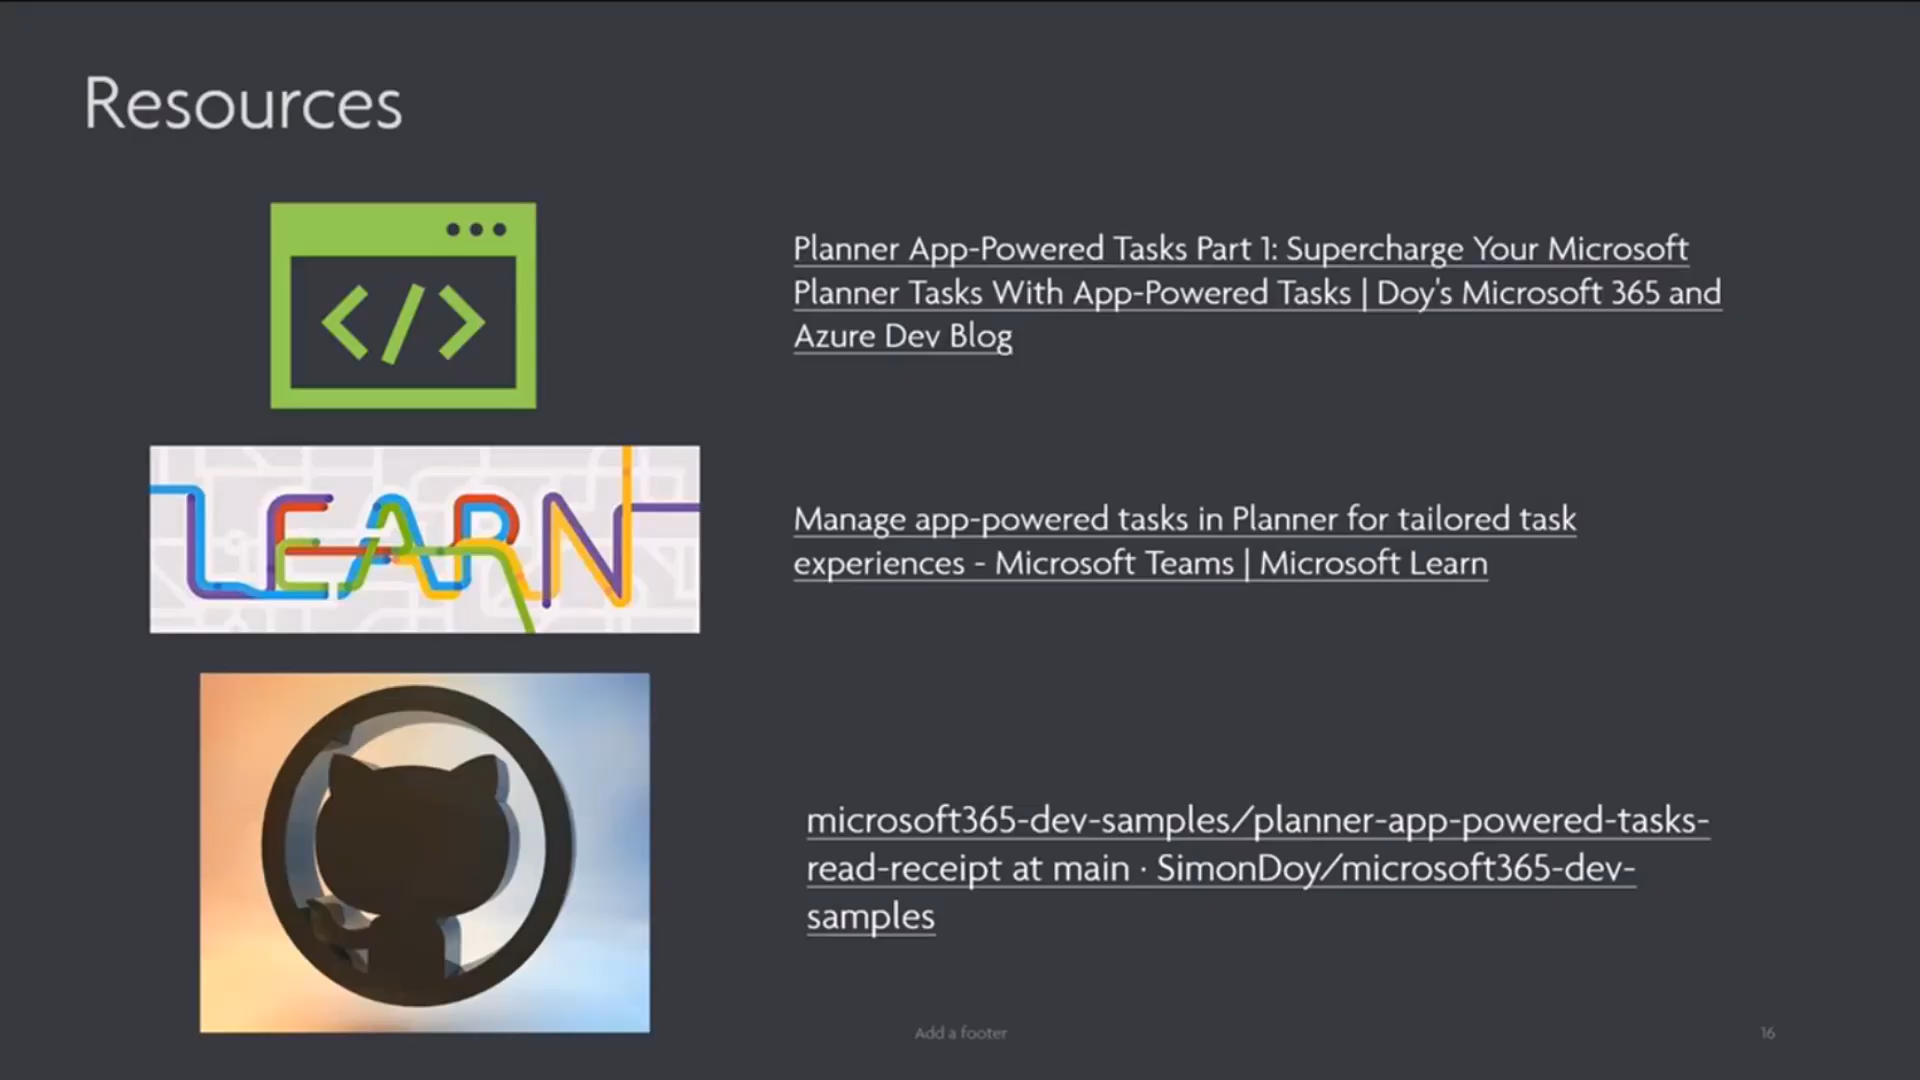 Resources
Planner App-Powered Tasks Part 1: Supercharge Your Microsoft
Planner Tasks With App-Powered Tasks | Doy's Microsoft 365 and
Azure Dev Blog
LEARN
Manage app-powered tasks in Planner for tailored task
experiences - Microsoft Teams | Microsoft Learn
microsoft365-dev-samples/planner-app-powered-tasks-
read-receipt at main · SimonDoy/microsoft365-dev-
samples
Add a footer
16